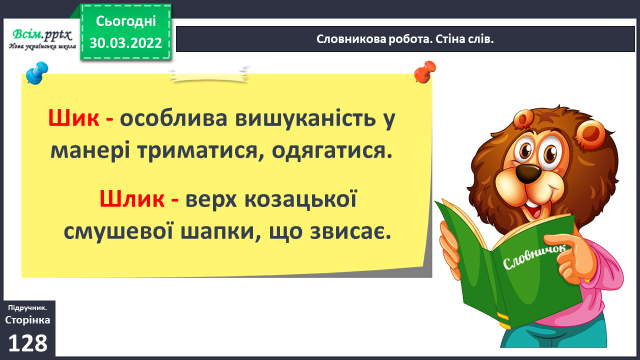 Всім.pptx
Нова українська школа
Сьогодні
30.03.2022
Словникова робота. Стіна слів.
Шик - особлива вишуканість у
манері триматися, одягатися.
Шлик - верх козацької
смушевої шапки, що звисає.
Словничок
Підручник.
Сторінка
128